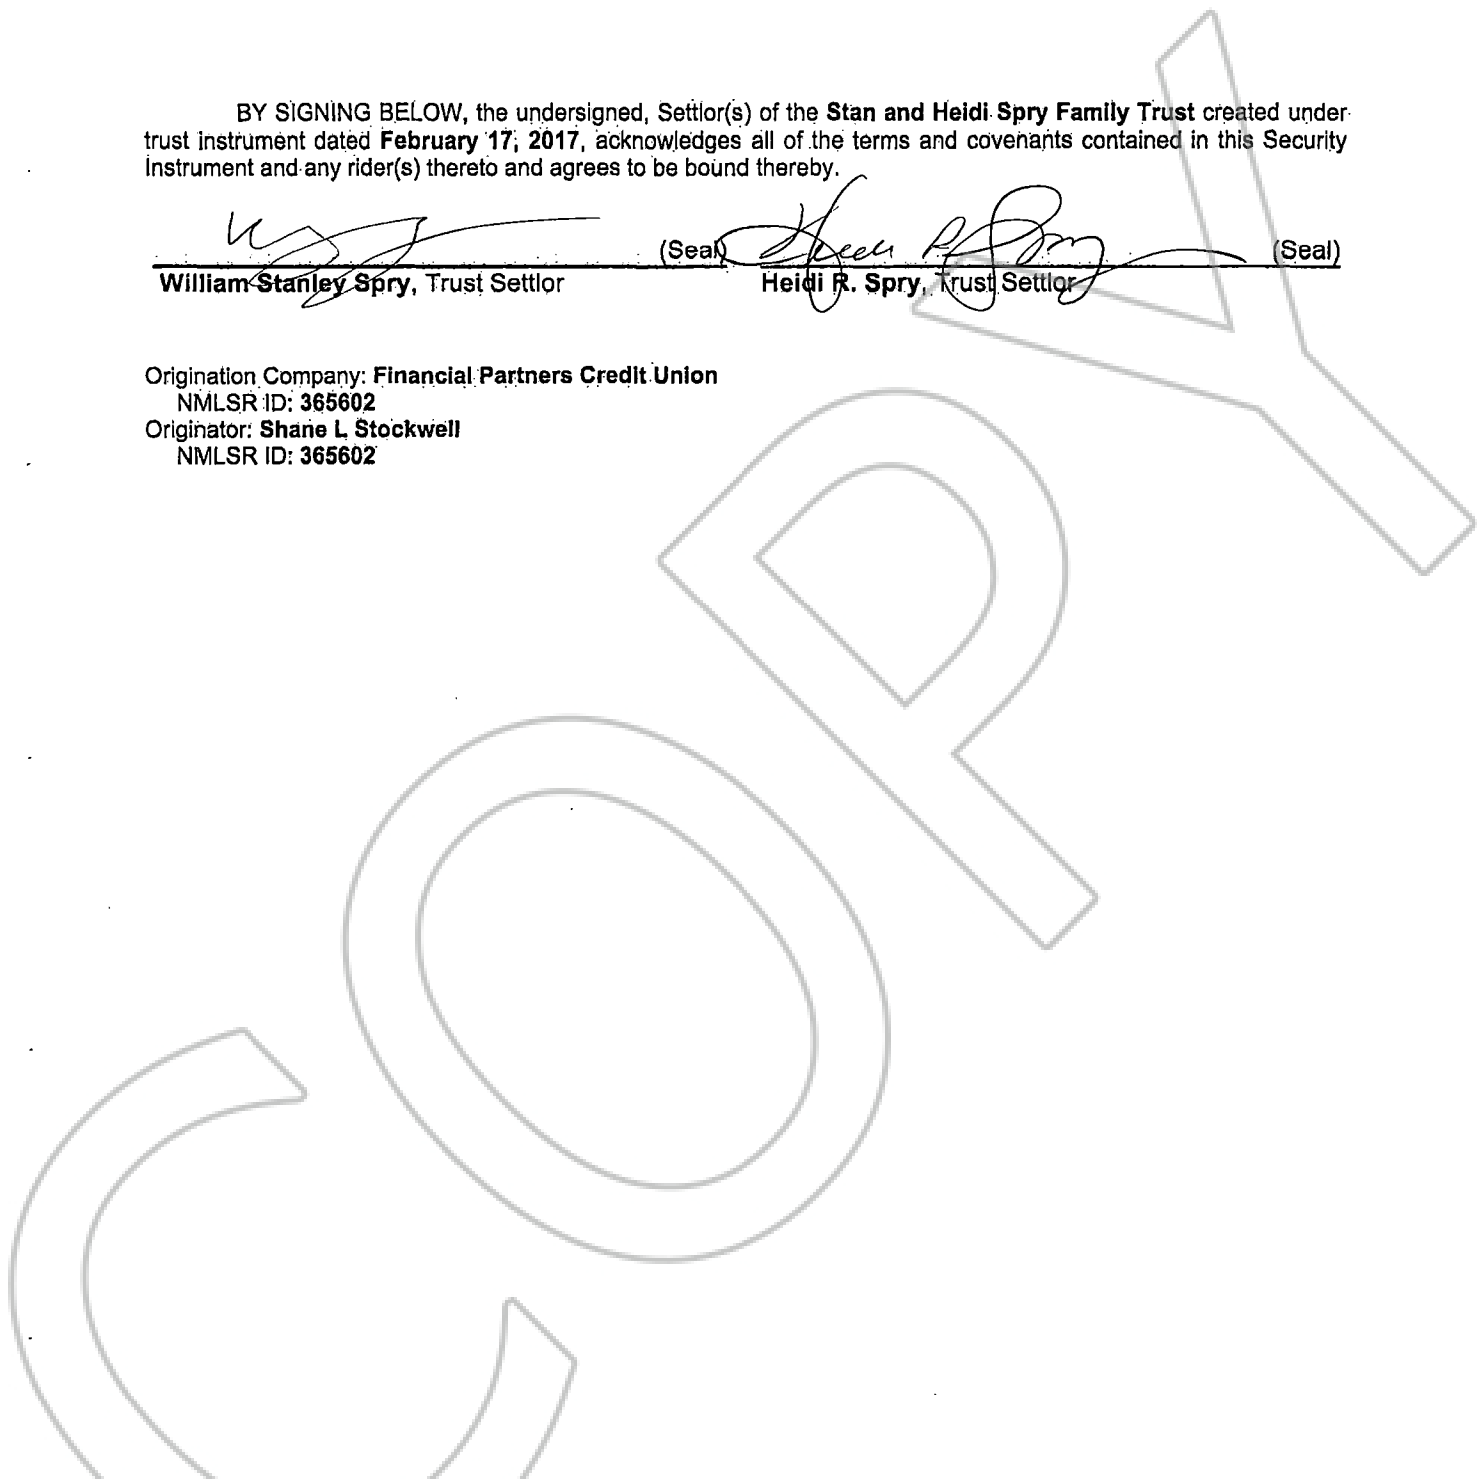 BY SIGNING BELOW, the undersigned, Settlor(s) of the Stan and Heidi Spry Family Trust created under
trust instrument dated February 17, 2017, acknowledges all of the terms and covenants contained in this Security
Instrument and any rider(s) thereto and agrees to be bound thereby.
(Seal) Heidi R. Spry (Seal)
William Stanley Spry, Trust Settlor Heidi R. Spry, Trust Settlor
Origination Company: Financial Partners Credit Union
NMLSR ID: 365602
Originator: Shane L Stockwell
NMLSR ID: 365602
COPY